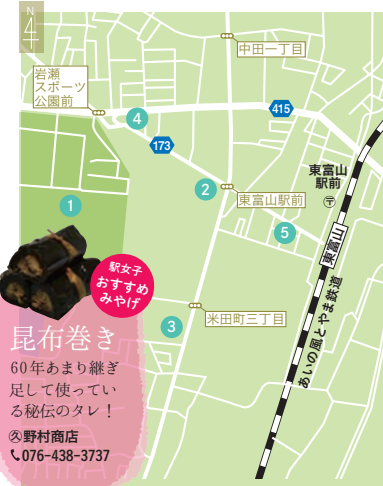 N
中田一丁目
岩瀬
スポーツ
公園前
4
415
173
東富山
駅前
2
東富山駅前
1
5
東富山
駅女子
おすすめ
みやげ
あいの風とやま鉄道
米田町三丁目
3
昆布巻き
60年あまり継ぎ
足して使ってい
る秘伝のタレ！
㋨野村商店
076-438-3737